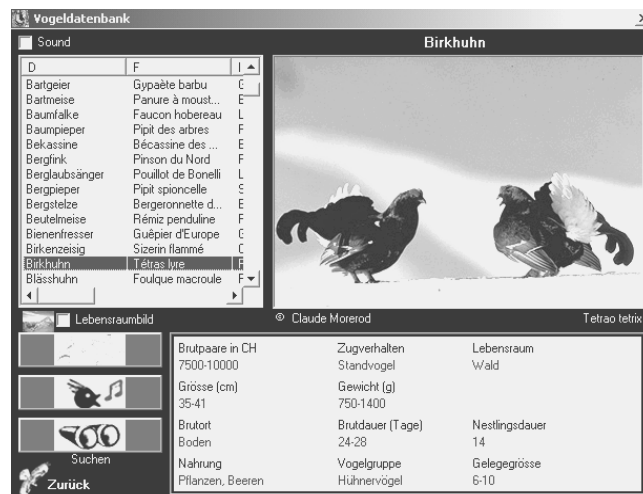 Vogeldatenbank
Sound
Birkhuhn
D F
Bartgeier Gypaète barbu G
Bartmeise Panure à moust... E
Baumfalke Faucon hobereau L
Baumpieper Pipit des arbres F
Bekassine Bécassine des ... E
Bergfink Pinson du Nord F
Berglaubsänger Pouillot de Bonelli L
Bergpieper Pipit spioncelle S
Bergstelze Bergeronnette d... E
Beutelmeise Rémiz penduline F
Bienenfresser Guêpier d'Europe G
Birkenzeisig Sizerin flammé C
Birkhuhn Tétras lyre F
Blässhuhn Foulque macroule F
© Claude Morerod Tetrao tetrix
Lebensraumbild
Brutpaare in CH Zugverhalten Lebensraum
7500-10000 Standvogel Wald
Grösse (cm) Gewicht (g)
35-41 750-1400
Brutort Brutdauer (Tage) Nestlingsdauer
Boden 24-28 14
Nahrung Vogelgruppe Gelegegrösse
Pflanzen, Beeren Hühnervögel 6-10
Suchen
Zurück